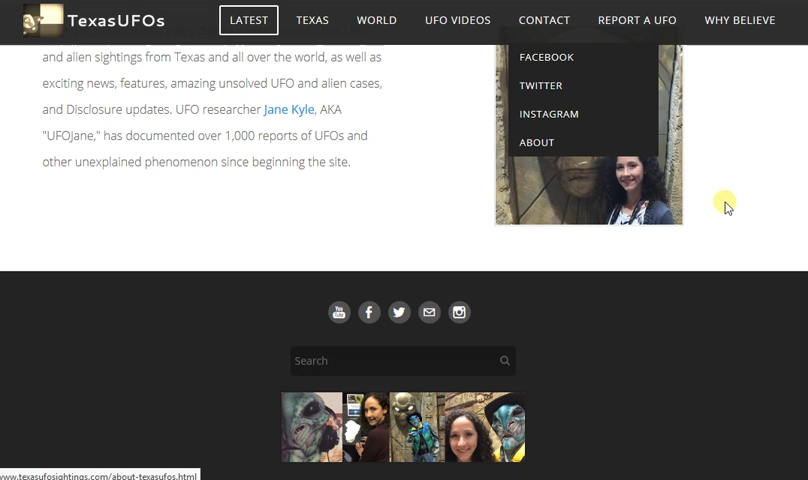 TexasUFOs
LATEST TEXAS WORLD UFO VIDEOS CONTACT REPORT A UFO WHY BELIEVE
FACEBOOK
TWITTER
INSTAGRAM
ABOUT
and alien sightings from Texas and all over the world, as well as
exciting news, features, amazing unsolved UFO and alien cases,
and Disclosure updates. UFO researcher Jane Kyle, AKA
"UFOJane," has documented over 1,000 reports of UFOs and
other unexplained phenomenon since beginning the site.
You
Tube
Search
www.texasufosightings.com/about-texasufos.html